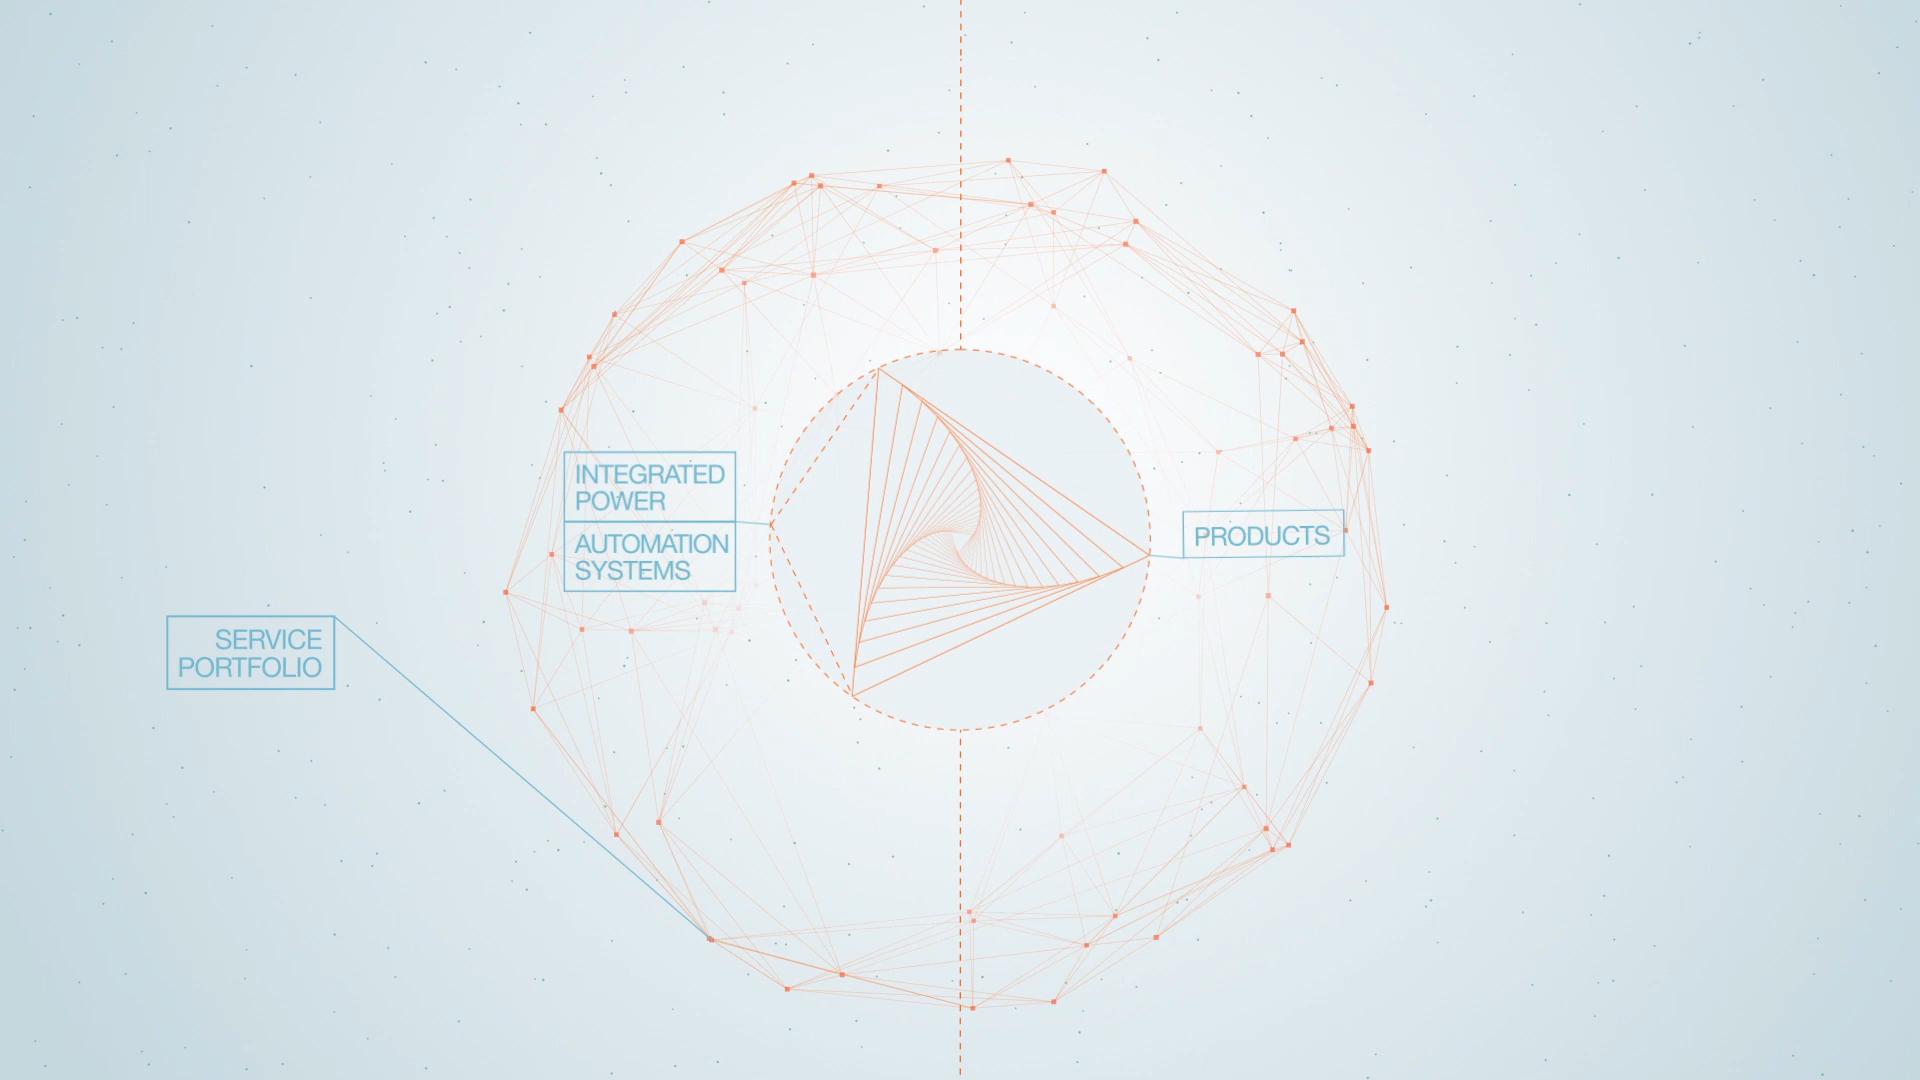 INTEGRATED
POWER
AUTOMATION
SYSTEMS
PRODUCTS
SERVICE
PORTFOLIO